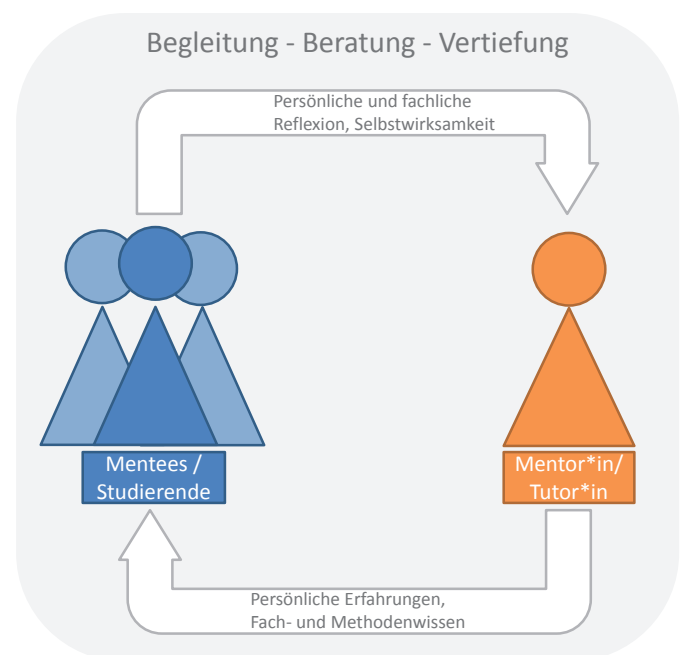 Begleitung - Beratung - Vertiefung
Persönliche und fachliche
Reflexion, Selbstwirksamkeit
Mentees /
Studierende
Mentor*in/
Tutor*in
Persönliche Erfahrungen,
Fach- und Methodenwissen